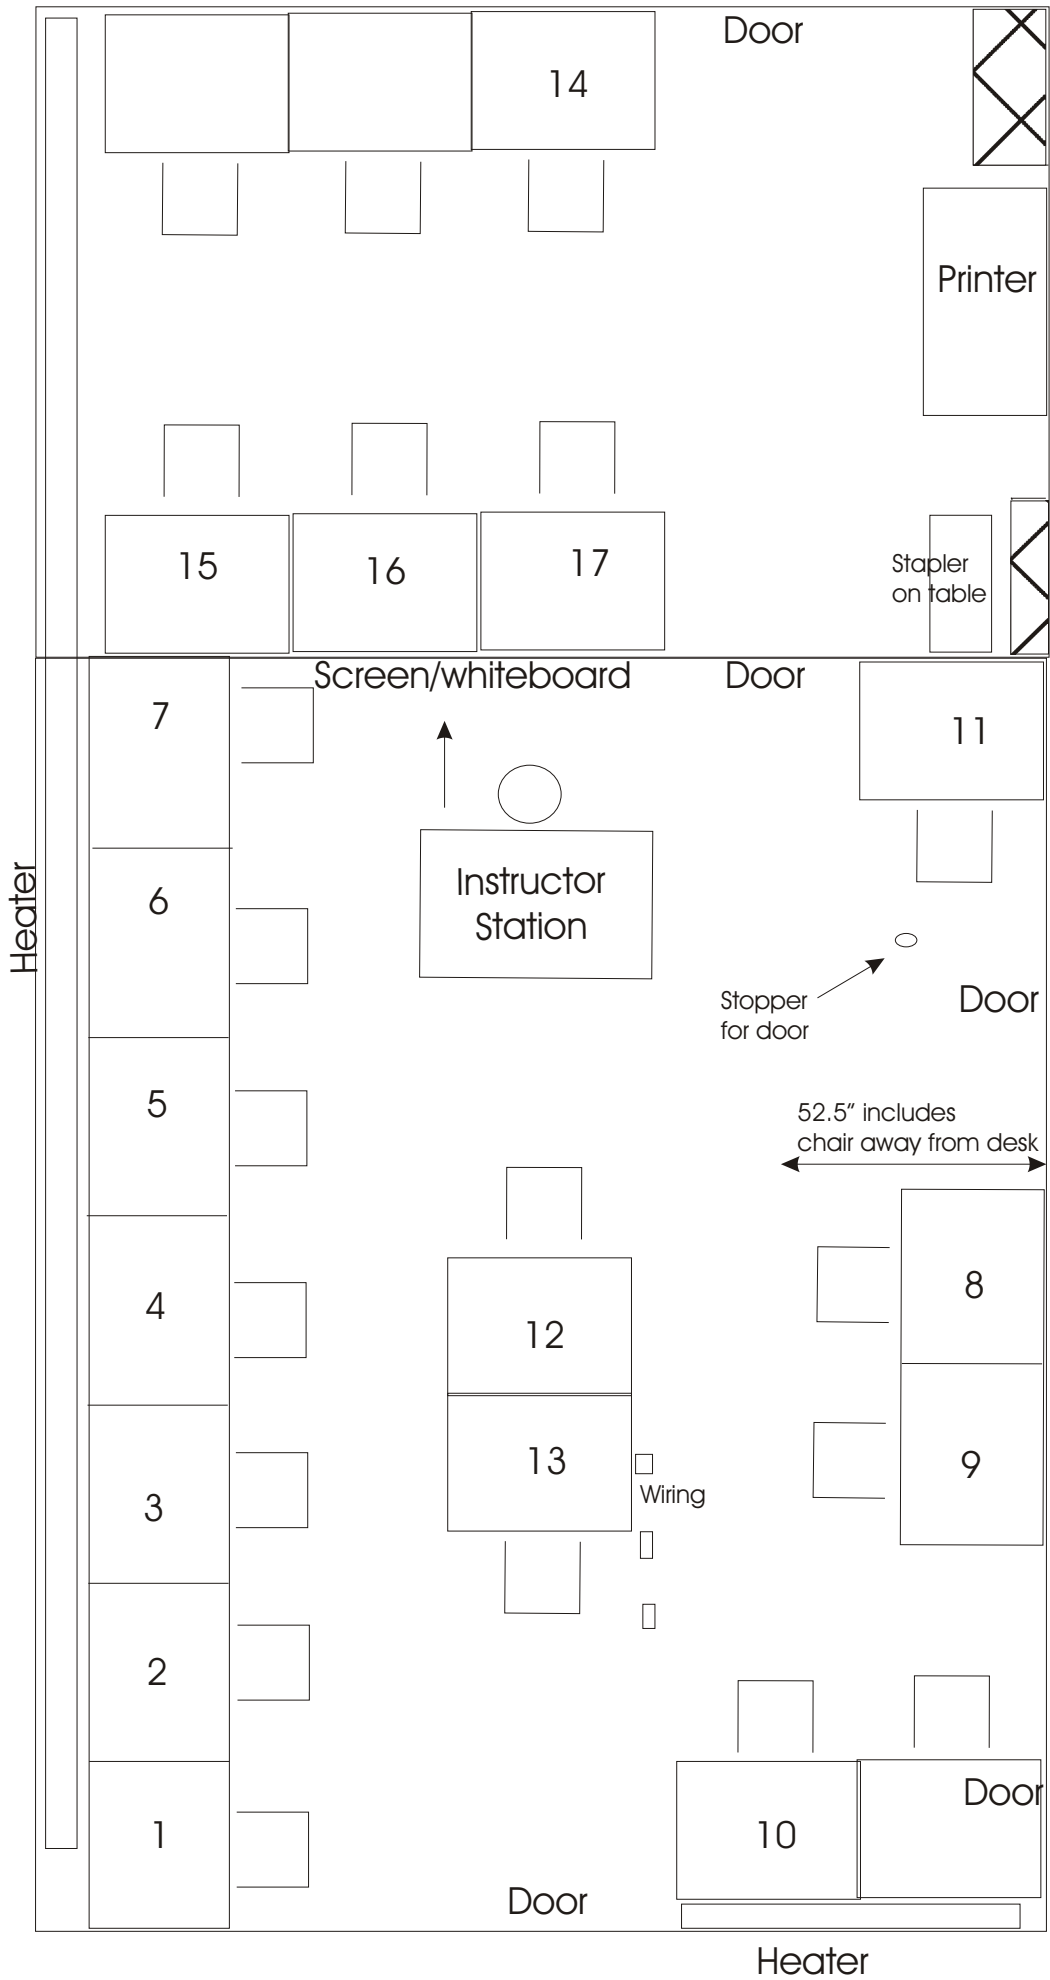 Door
14
Printer
15
16
17
Stapler
on table
Screen/whiteboard
Door
7
11
Heater
6
Instructor
Station
Stopper
for door
Door
5
52.5" includes
chair away from desk
4
8
12
13
9
3
Wiring
2
10
Door
1
Door
Heater